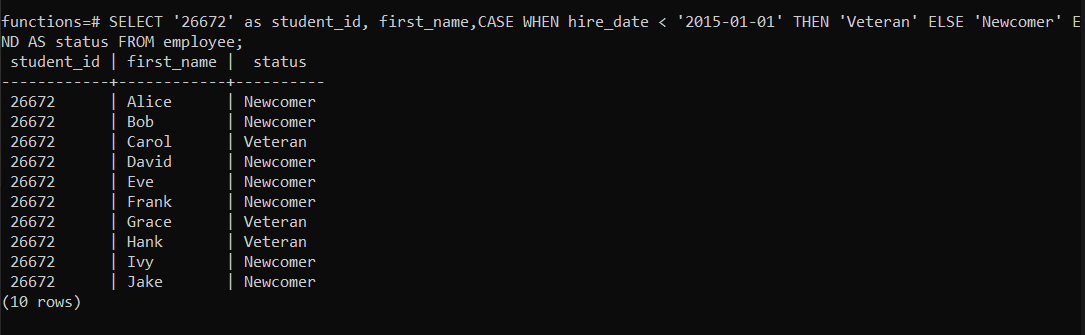 functions=# SELECT '26672' as student_id, first_name,CASE WHEN hire_date < '2015-01-01' THEN 'Veteran' ELSE 'Newcomer' E
ND AS status FROM employee;
 student_id | first_name |  status
------------+------------+----------
 26672      | Alice      | Newcomer
 26672      | Bob        | Newcomer
 26672      | Carol      | Veteran
 26672      | David      | Newcomer
 26672      | Eve        | Newcomer
 26672      | Frank      | Newcomer
 26672      | Grace      | Veteran
 26672      | Hank       | Veteran
 26672      | Ivy        | Newcomer
 26672      | Jake       | Newcomer
(10 rows)